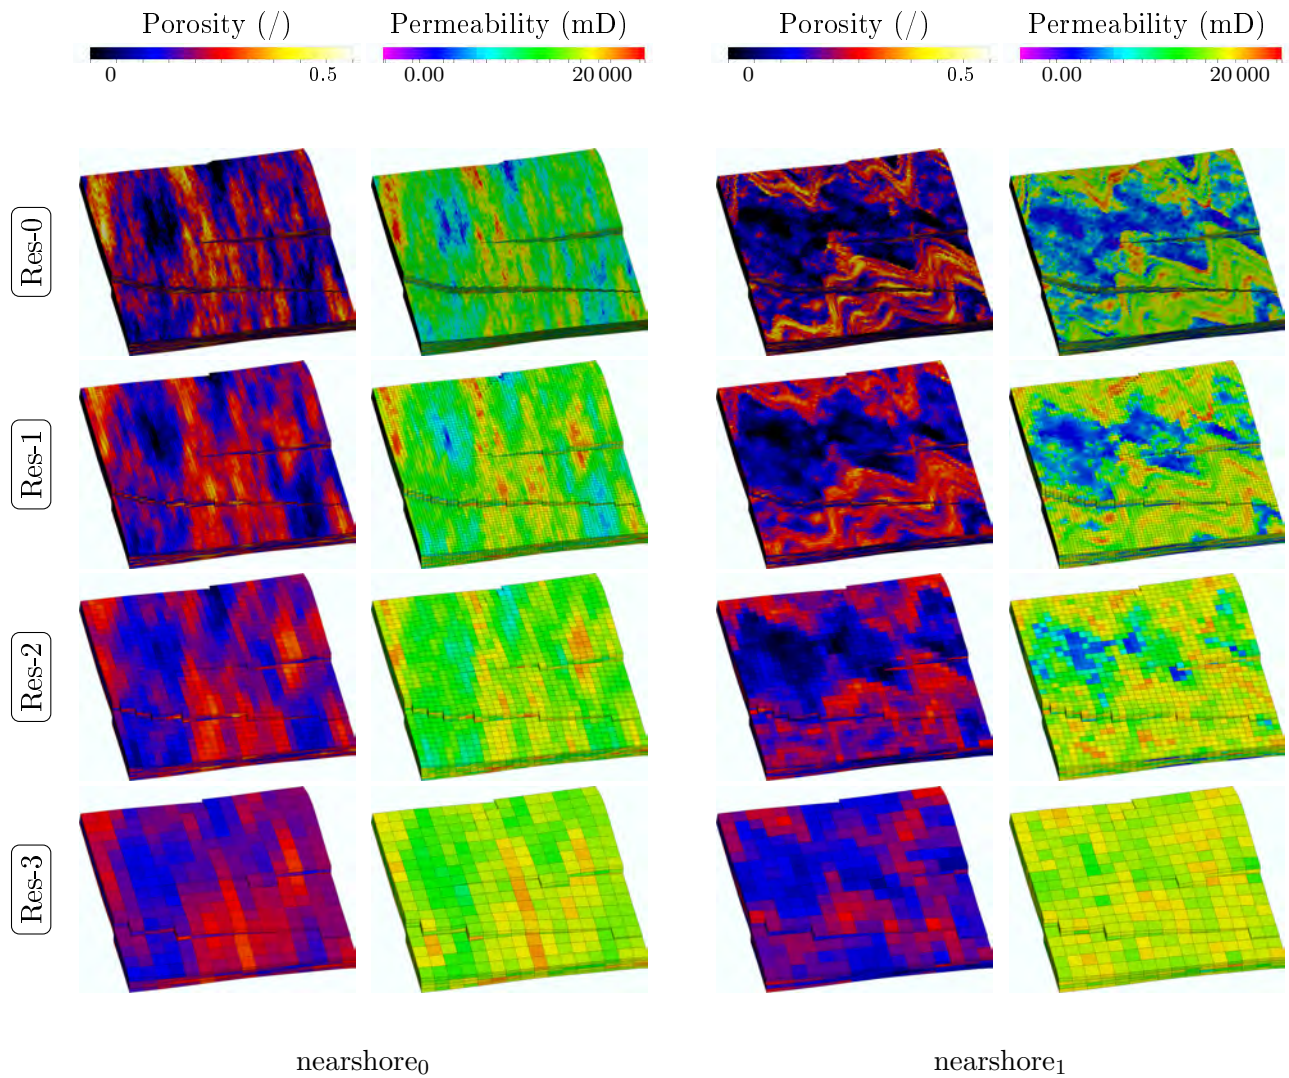 Porosity (/) Permeability (mD) Porosity (/) Permeability (mD)
0 0.5 0.00 20 000 0 0.5 0.00 20 000
Res-0
Res-1
Res-2
Res-3
nearshore₀ nearshore₁